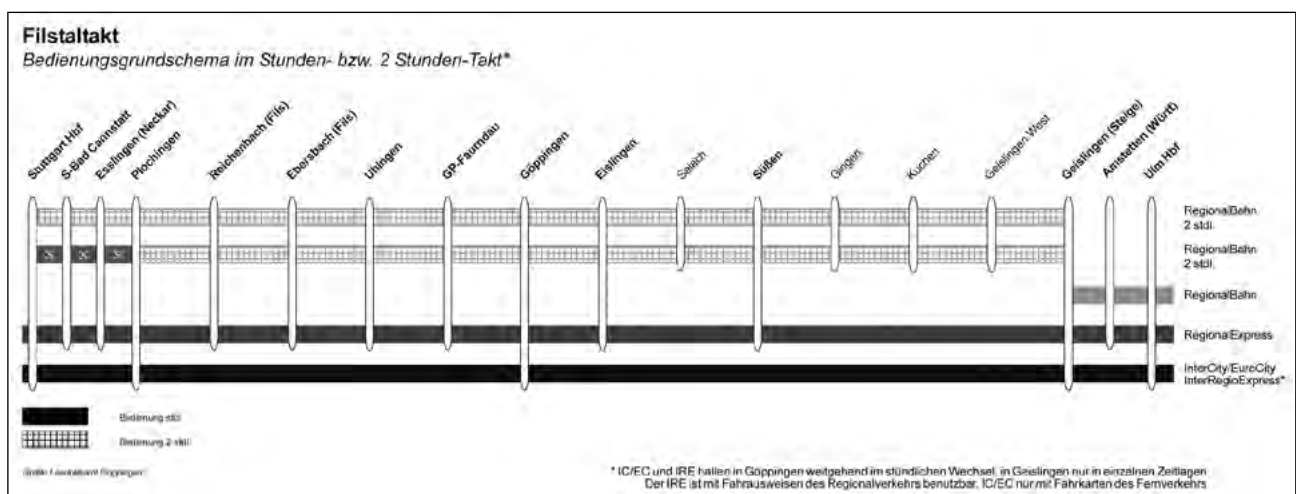 Filstaltakt
Bedienungsgrundschema im Stunden- bzw. 2 Stunden-Takt*
Stuttgart Hbf
S-Bad Cannstatt
Esslingen (Neckar)
Plochingen
Reichenbach (Fils)
Ebersbach (Fils)
Uhingen
GP-Faurndau
Göppingen
Eislingen
Salach
Süßen
Gingen
Kuchen
Geislingen West
Geislingen (Steige)
Amstetten (Württ)
Ulm Hbf
RegionalBahn
2 stdl.
RegionalBahn
2 stdl.
RegionalBahn
RegionalExpress
InterCity/EuroCity
InterRegioExpress*
Bedienung stdl.
Bedienung 2 stdl.
Grafik: Landratsamt Göppingen
* IC/EC und IRE halten in Göppingen weitgehend im stündlichen Wechsel, in Geislingen nur in einzelnen Zeitlagen
Der IRE ist mit Fahrausweisen des Regionalverkehrs benutzbar, IC/EC nur mit Fahrkarten des Fernverkehrs